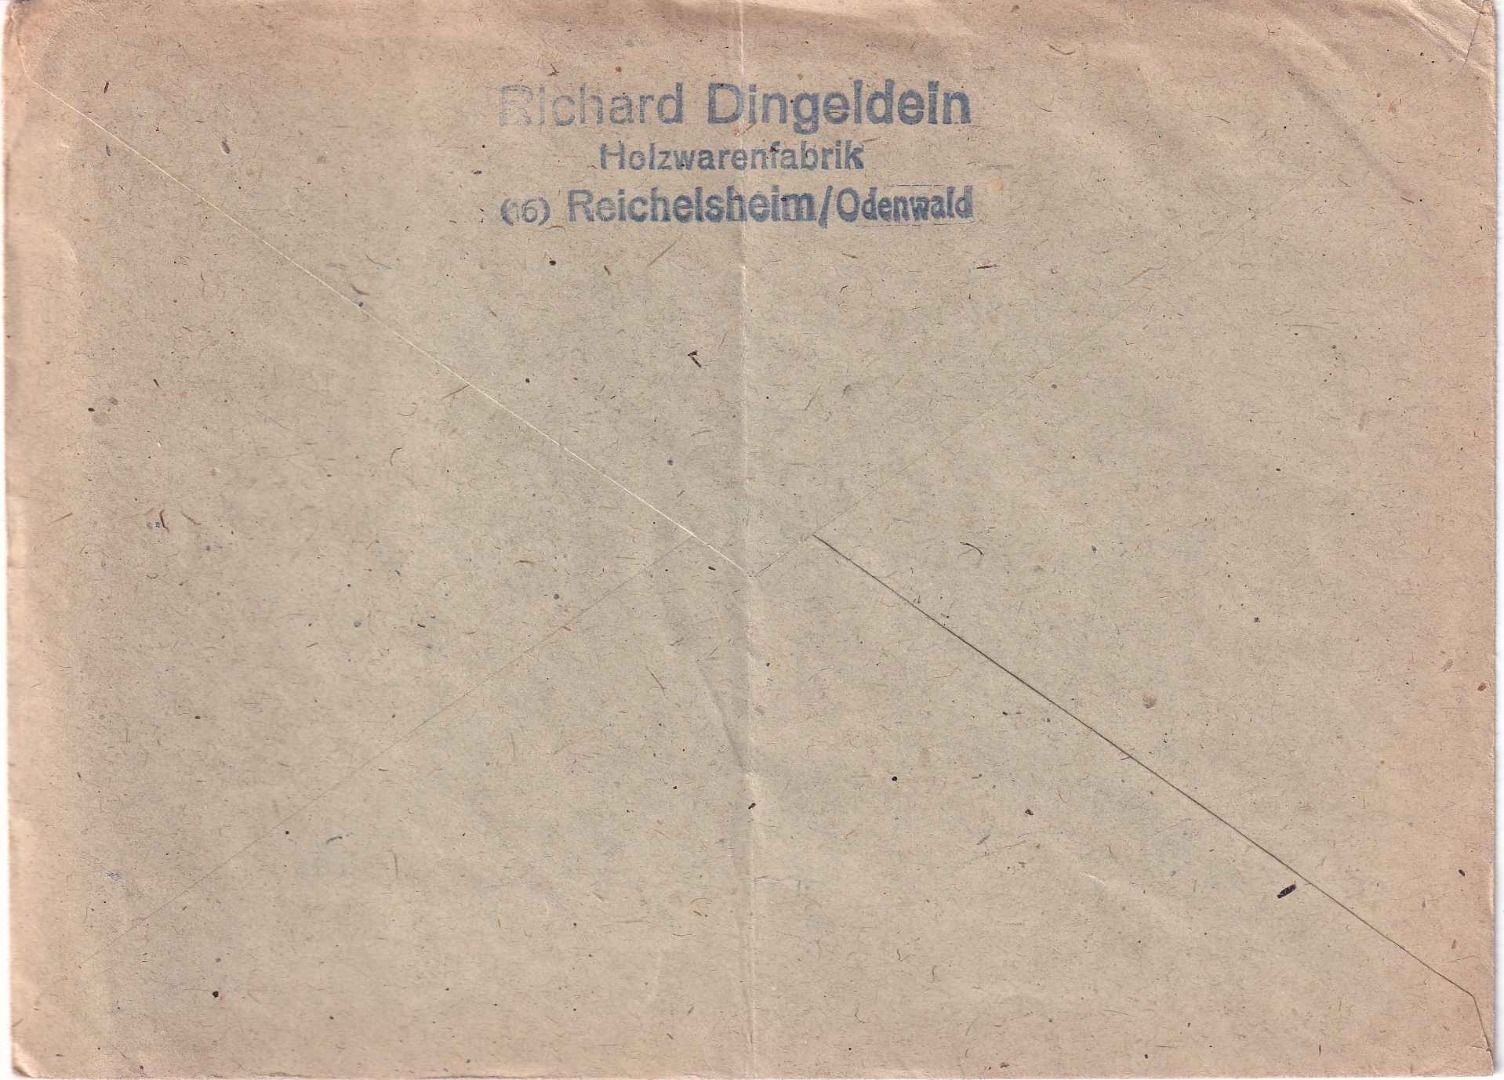 Richard Dingeldein
Holzwarenfabrik
(16) Reichelsheim/Odenwald